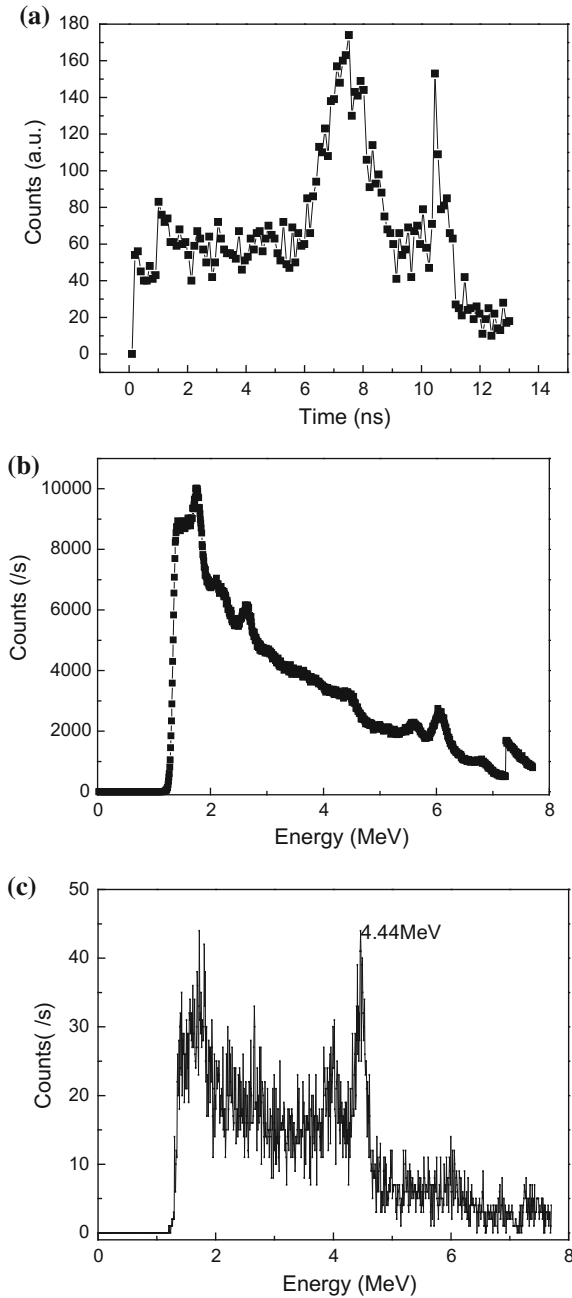 (a)
180
160
140
120
100
80
60
40
20
0
Counts (a.u.)
0 2 4 6 8 10 12 14
Time (ns)
(b)
10000
8000
6000
4000
2000
0
Counts (/s)
0 2 4 6 8
Energy (MeV)
(c)
50
40
30
20
10
0
Counts( /s)
4.44MeV
0 2 4 6 8
Energy (MeV)